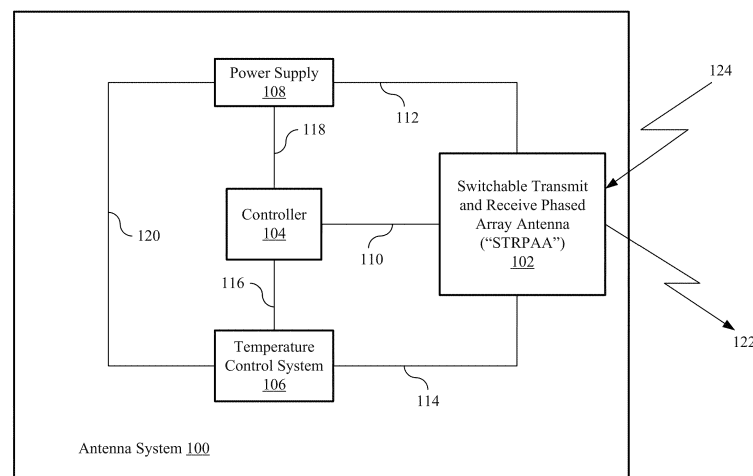 Power Supply
108
112
124
118
Switchable Transmit
and Receive Phased
Array Antenna
(“STRPAA”)
102
Controller
104
120
110
116
Temperature
Control System
106
114
122
Antenna System 100